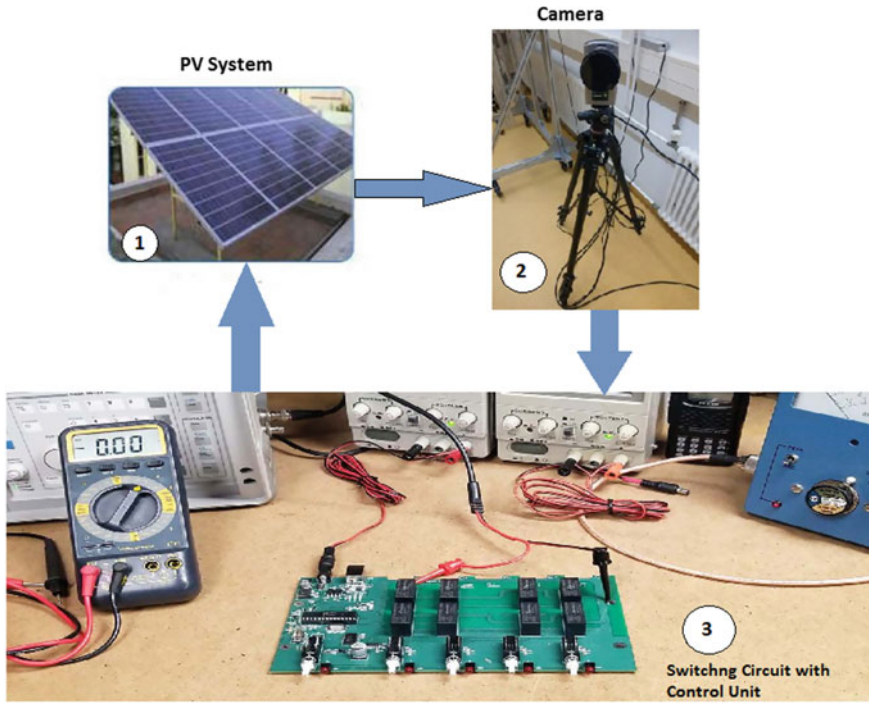 Camera
PV System
1
2
0.00
3
Switchng Circuit with
Control Unit